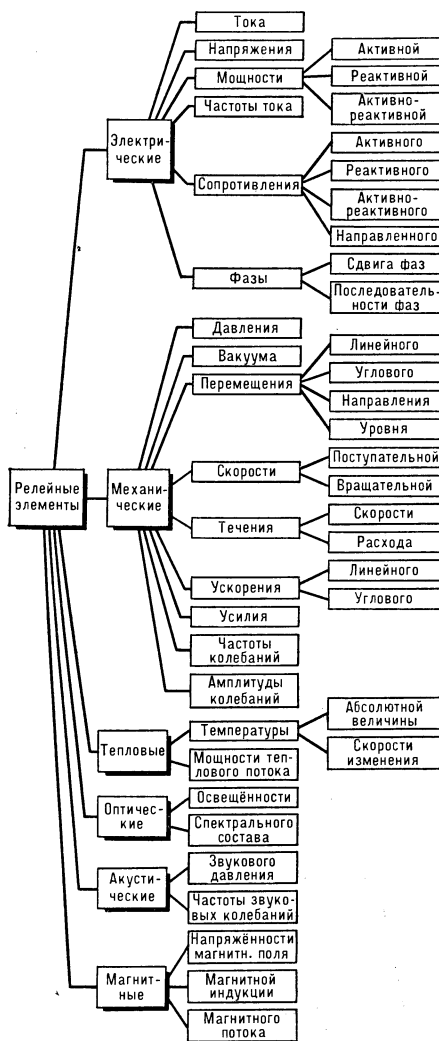 Релейные
элементы
Электри-
ческие
Тока
Напряжения
Мощности
Активной
Реактивной
Активно-
реактивной
Частоты тока
Сопротивления
Активного
Реактивного
Активно-
реактивного
Направленного
Фазы
Сдвига фаз
Последователь-
ности фаз
Механи-
ческие
Давления
Вакуума
Перемещения
Линейного
Углового
Направления
Уровня
Скорости
Поступательной
Вращательной
Течения
Скорости
Расхода
Ускорения
Линейного
Углового
Усилия
Частоты
колебаний
Амплитуды
колебаний
Тепловые
Температуры
Абсолютной
величины
Скорости
изменения
Мощности теп-
лового потока
Оптичес-
кие
Освещённости
Спектрального
состава
Акусти-
ческие
Звукового
давления
Частоты звуко-
вых колебаний
Магнит-
ные
Напряжённости
магнитн. поля
Магнитной
индукции
Магнитного
потока